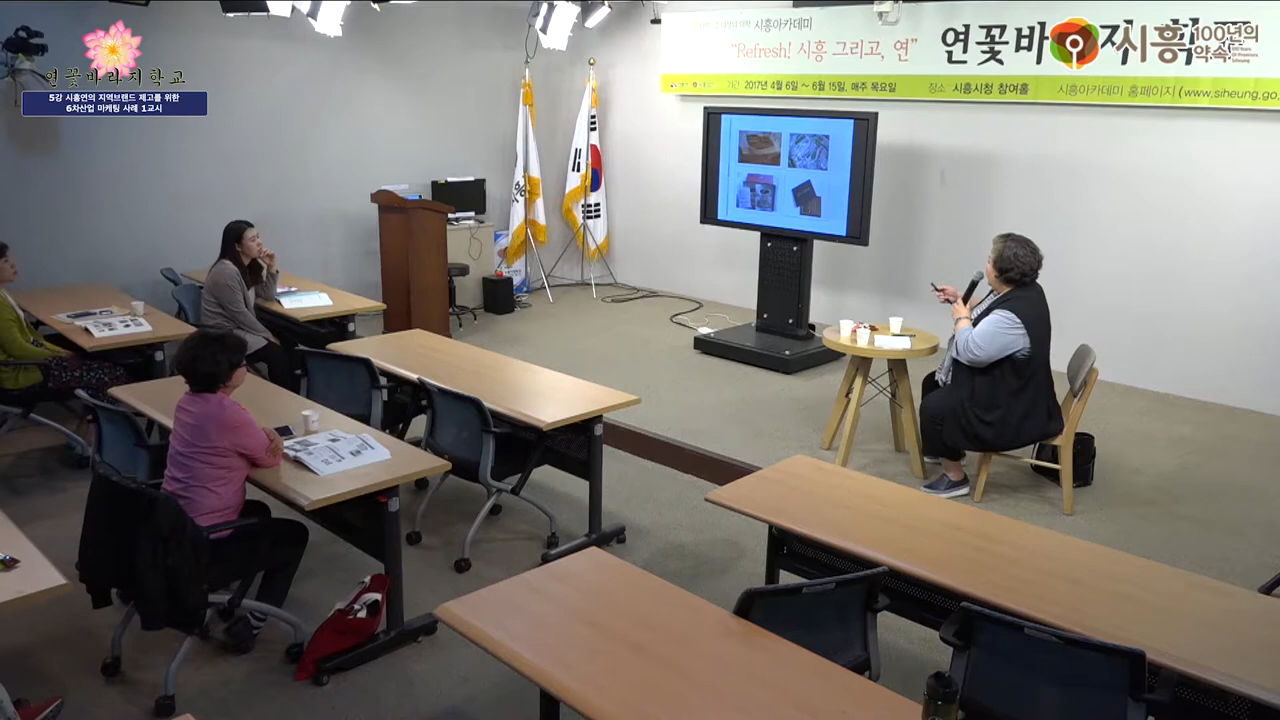 연꽃바라지학교
5강 시흥연의 지역브랜드 제고를 위한
6차산업 마케팅 사례 1교시
시흥아카데미
"Refresh! 시흥 그리고, 연"
연꽃바
시흥
100년의
약속
기간 2017년 4월 6일 ~ 6월 15일, 매주 목요일
장소 시흥시청 참여홀
시흥아카데미 홈페이지 (www.siheung.go